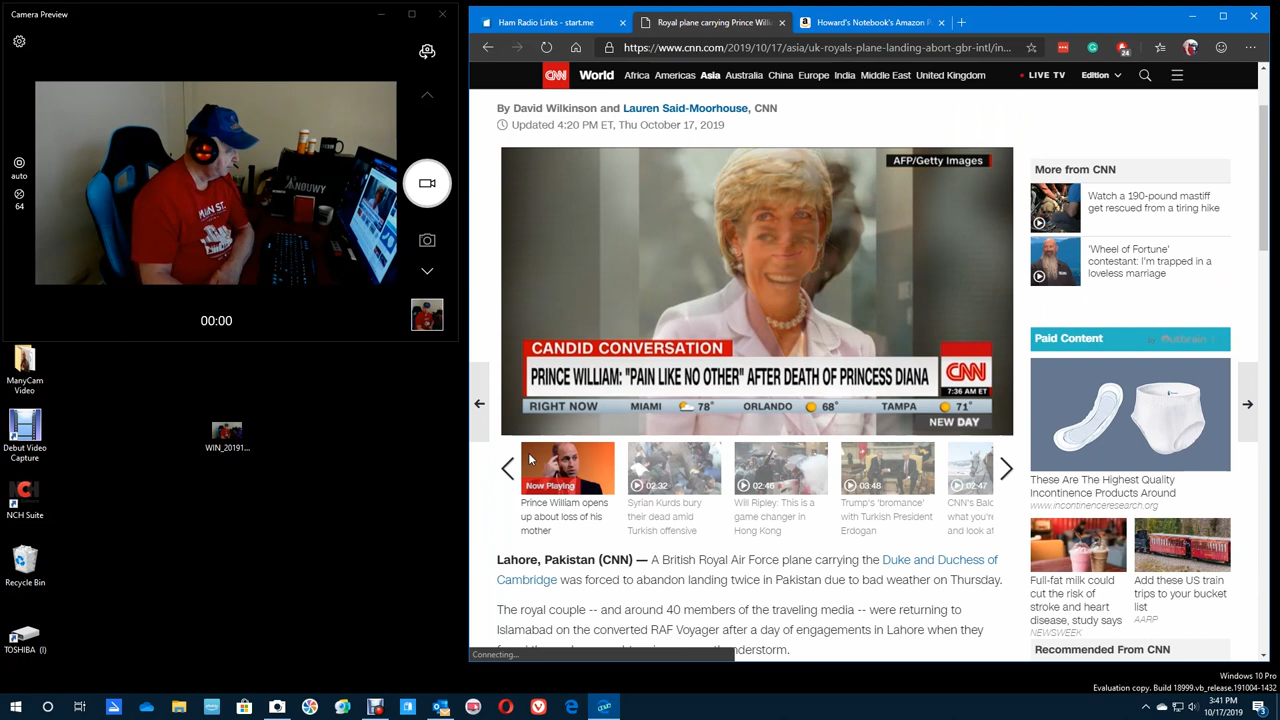 Camera Preview
auto
64
MAIN ST.
ANOUWY
00:00
ManyCam
Video
Debut Video
Capture
NCH Suite
Recycle Bin
TOSHIBA (I)
WIN_20191...
Ham Radio Links - start.me
Royal plane carrying Prince Willi
Howard's Notebook's Amazon P
https://www.cnn.com/2019/10/17/asia/uk-royals-plane-landing-abort-gbr-intl/in...
24
CNN World Africa Americas Asia Australia China Europe India Middle East United Kingdom LIVE TV Edition
By David Wilkinson and Lauren Said-Moorhouse, CNN
Updated 4:20 PM ET, Thu October 17, 2019
AFP/Getty Images
CANDID CONVERSATION
PRINCE WILLIAM: "PAIN LIKE NO OTHER" AFTER DEATH OF PRINCESS DIANA
CNN
7:36 AM ET
RIGHT NOW MIAMI 78° ORLANDO 68° TAMPA 71°
NEW DAY
Now Playing
Prince William opens
up about loss of his
mother
02:32
Syrian Kurds bury
their dead amid
Turkish offensive
02:46
Will Ripley: This is a
game changer in
Hong Kong
03:48
Trump's 'bromance'
with Turkish President
Erdogan
02:47
CNN's Bald
what you're
and look at
Lahore, Pakistan (CNN) — A British Royal Air Force plane carrying the Duke and Duchess of
Cambridge was forced to abandon landing twice in Pakistan due to bad weather on Thursday.
The royal couple -- and around 40 members of the traveling media -- were returning to
Islamabad on the converted RAF Voyager after a day of engagements in Lahore when they
Connecting...
More from CNN
Watch a 190-pound mastiff
get rescued from a tiring hike
'Wheel of Fortune'
contestant: I'm trapped in a
loveless marriage
Paid Content
These Are The Highest Quality
Incontinence Products Around
www.incontinenceresearch.org
Full-fat milk could
cut the risk of
stroke and heart
disease, study says
NEWSWEEK
Add these US train
trips to your bucket
list
AARP
Recommended From CNN
Windows 10 Pro
Evaluation copy. Build 18999.vb_release.191004-1432
3:41 PM
10/17/2019
3